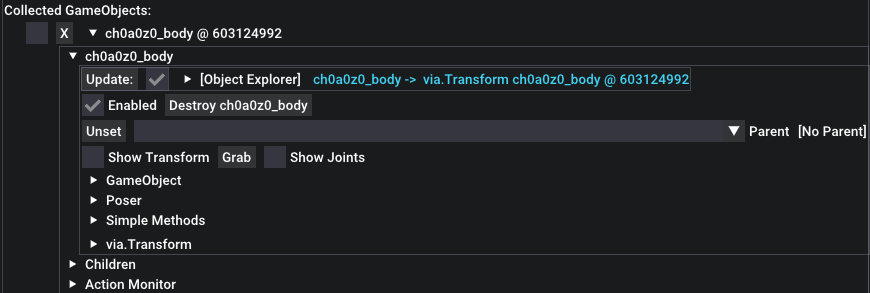 Collected GameObjects:
X ch0a0z0_body @ 603124992
ch0a0z0_body
Update: [Object Explorer] ch0a0z0_body -> via.Transform ch0a0z0_body @ 603124992
Enabled Destroy ch0a0z0_body
Unset Parent [No Parent]
Show Transform Grab Show Joints
GameObject
Poser
Simple Methods
via.Transform
Children
Action Monitor